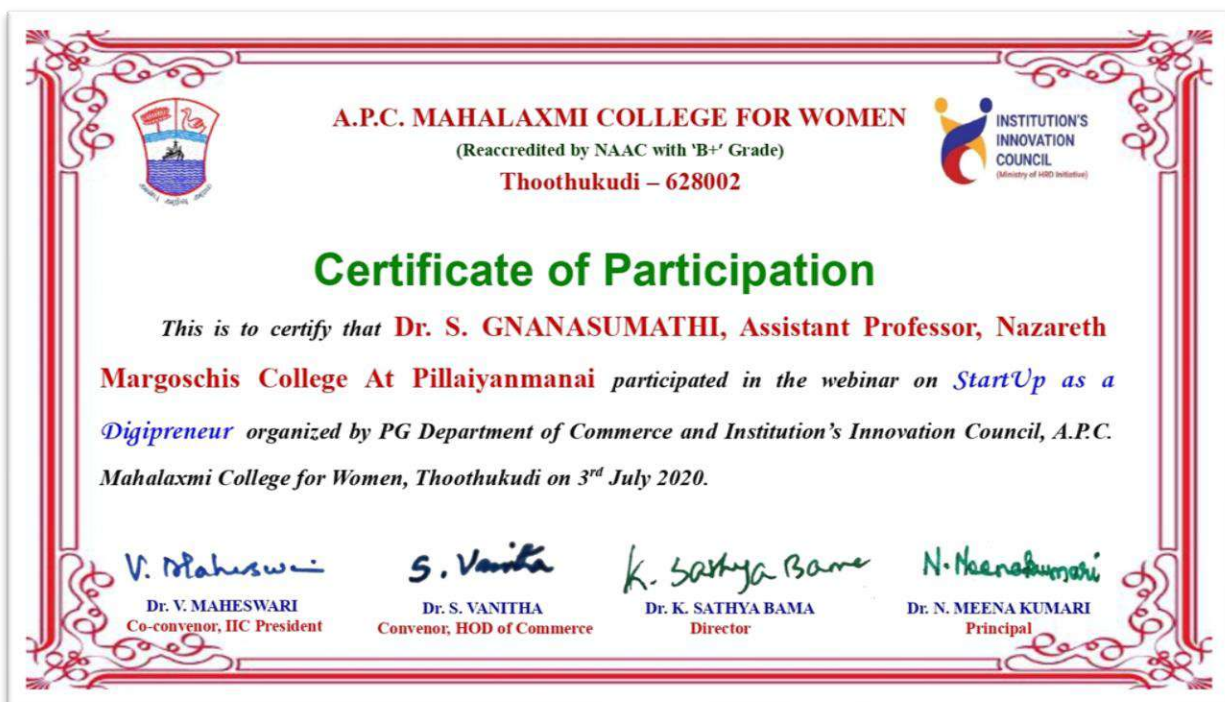 A.P.C. MAHALAXMI COLLEGE FOR WOMEN
(Reaccredited by NAAC with ‘B+’ Grade)
Thoothukudi – 628002
INSTITUTION'S
INNOVATION
COUNCIL
(Ministry of HRD Initiative)
Certificate of Participation
This is to certify that Dr. S. GNANASUMATHI, Assistant Professor, Nazareth
Margoschis College At Pillaiyanmanai participated in the webinar on StartUp as a
Digipreneur organized by PG Department of Commerce and Institution’s Innovation Council, A.P.C.
Mahalaxmi College for Women, Thoothukudi on 3rd July 2020.
V. Maheswari
S. Vanitha
K. Sathya Bama
N. Meenakumari
Dr. V. MAHESWARI
Co-convenor, IIC President
Dr. S. VANITHA
Convenor, HOD of Commerce
Dr. K. SATHYA BAMA
Director
Dr. N. MEENA KUMARI
Principal